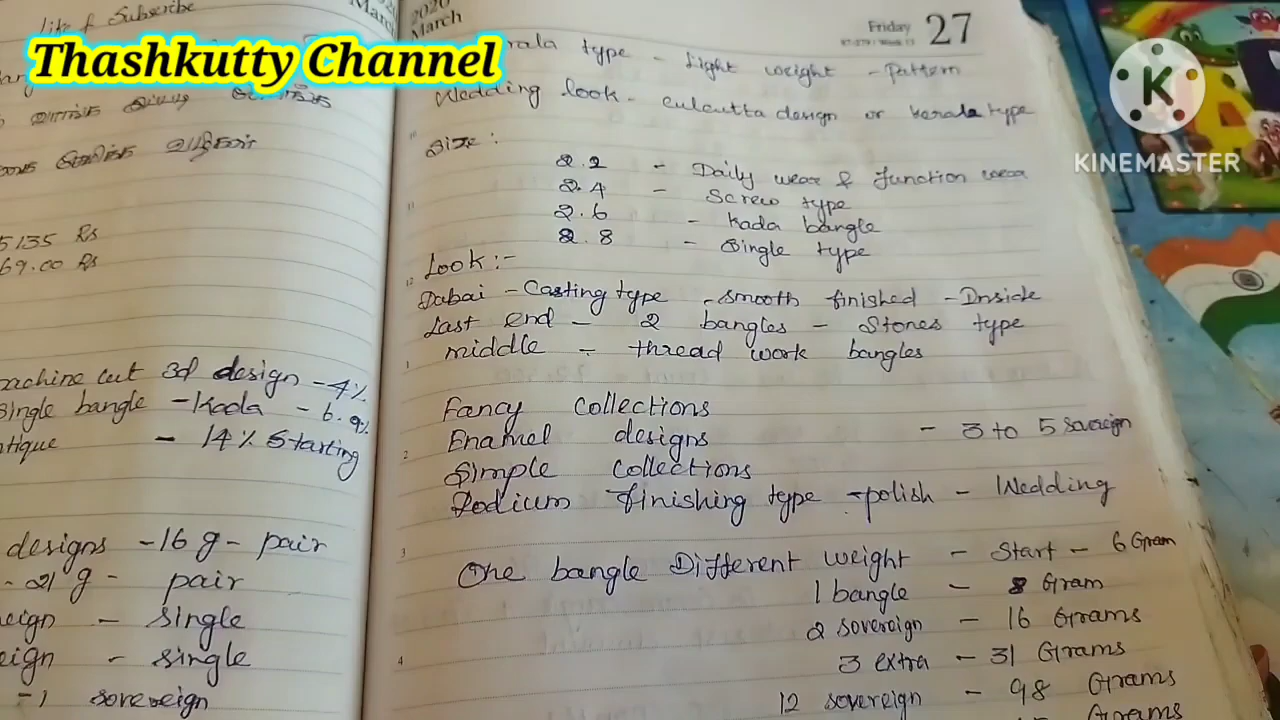 like & Subscribe
Thashkutty Channel
5135 Rs
69.00 Rs
machine cut 3d design - 4%
Single bangle - Kada - 6.9%
- 14% Starting
designs - 16 g - pair
- 21 g - pair
- single
- single
- 1 sovereign
March
2020
March
Friday
27
type - Light weight - Pattern
Wedding look - culcutta design or kerala type
Size :
2.2 - Daily wear & function wear
2.4 - Screw type
2.6 - Kada bangle
2.8 - Single type
Look :-
Dubai - Casting type - smooth finished - Inside
Last end - 2 bangles - Stones type
middle - thread work bangles
Fancy collections
Enamel designs - 3 to 5 Sovereign
Simple collections
Rodium finishing type - polish - Wedding
One bangle Different weight - Start - 6 Gram
1 bangle - 8 Gram
2 sovereign - 16 Grams
3 extra - 31 Grams
12 sovereign - 98 Grams
Grams
K
KINEMASTER